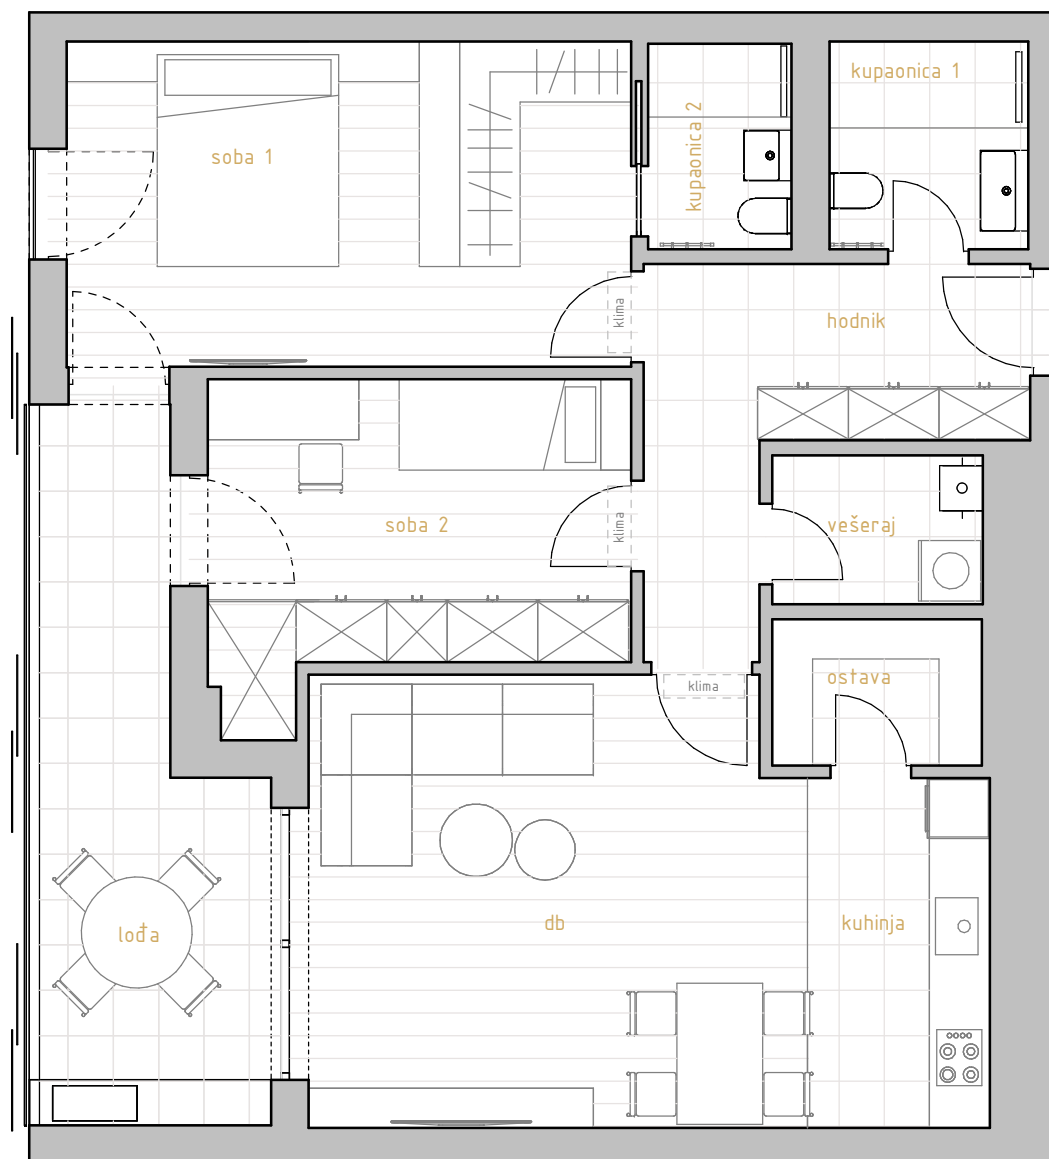 kupaonica 1
kupaonica 2
soba 1
klima
hodnik
soba 2
klima
vešeraj
ostava
klima
db
kuhinja
lođa